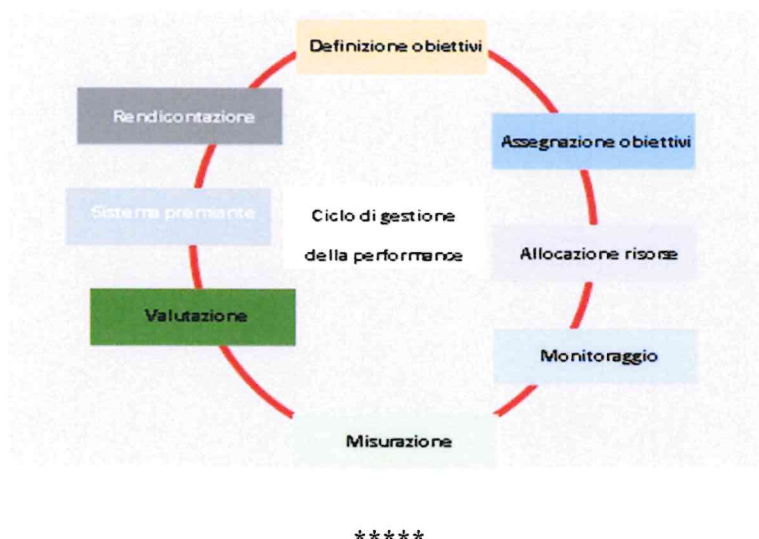 Definizione obiettivi
Rendicontazione
Assegnazione obiettivi
Sistema premiante
Ciclo di gestione
della performance
Allocazione risorse
Valutazione
Monitoraggio
Misurazione
*****